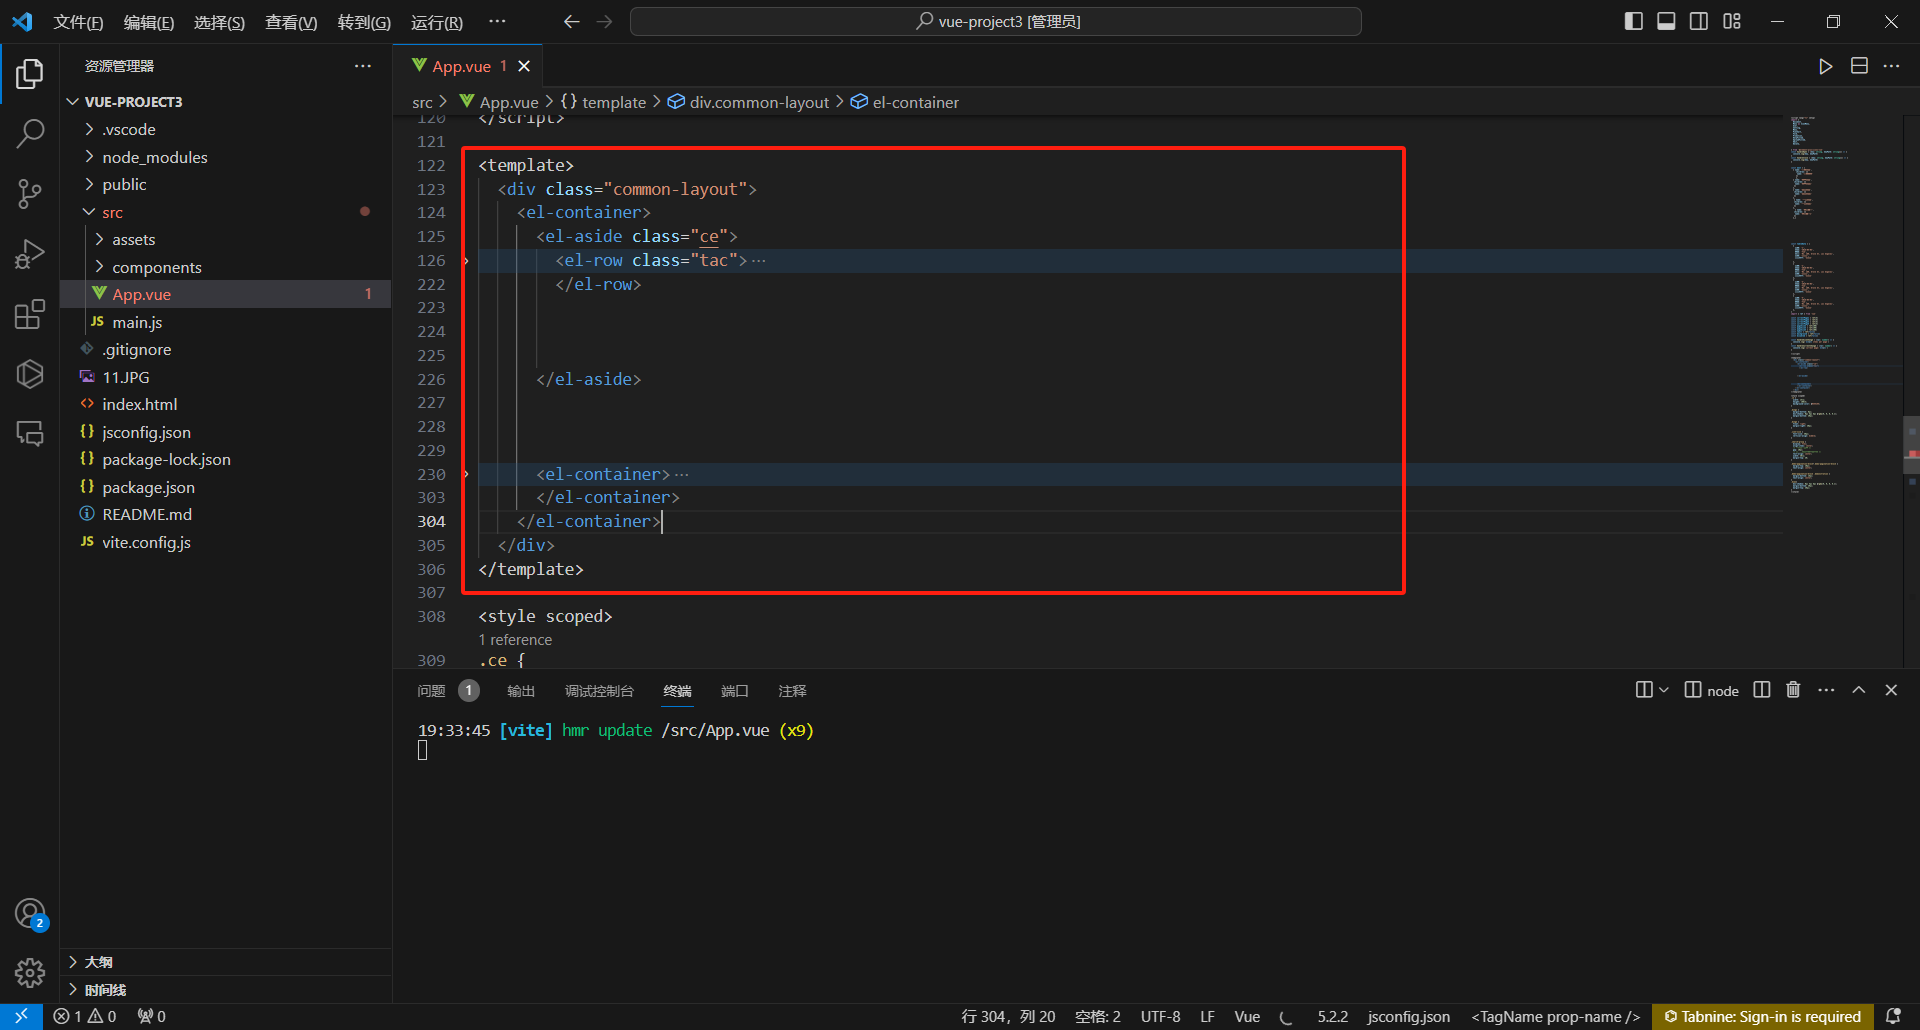 文件(F) 编辑(E) 选择(S) 查看(V) 转到(G) 运行(R) ··· vue-project3 [管理员]
资源管理器 ···
VUE-PROJECT3
.vscode
node_modules
public
src
assets
components
App.vue 1
JS main.js
.gitignore
11.JPG
<> index.html
{} jsconfig.json
{} package-lock.json
{} package.json
README.md
JS vite.config.js
大纲
时间线
App.vue 1
src > App.vue > {} template > div.common-layout > el-container
120 </script>
121
122 <template>
123 <div class="common-layout">
124 <el-container>
125 <el-aside class="ce">
126 <el-row class="tac">···
222 </el-row>
223
224
225
226 </el-aside>
227
228
229
230 <el-container>···
303 </el-container>
304 </el-container>
305 </div>
306 </template>
307
308 <style scoped>
1 reference
309 .ce {
问题 1 输出 调试控制台 终端 端口 注释 node
19:33:45 [vite] hmr update /src/App.vue (x9)
2
1 0 0 行 304，列 20 空格: 2 UTF-8 LF Vue 5.2.2 jsconfig.json <TagName prop-name /> Tabnine: Sign-in is required